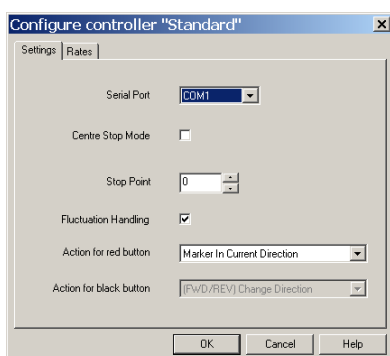 Configure controller "Standard"
Settings Rates
Serial Port COM1
Centre Stop Mode
Stop Point 0
Fluctuation Handling
Action for red button Marker In Current Direction
Action for black button (FWD/REV) Change Direction
OK Cancel Help